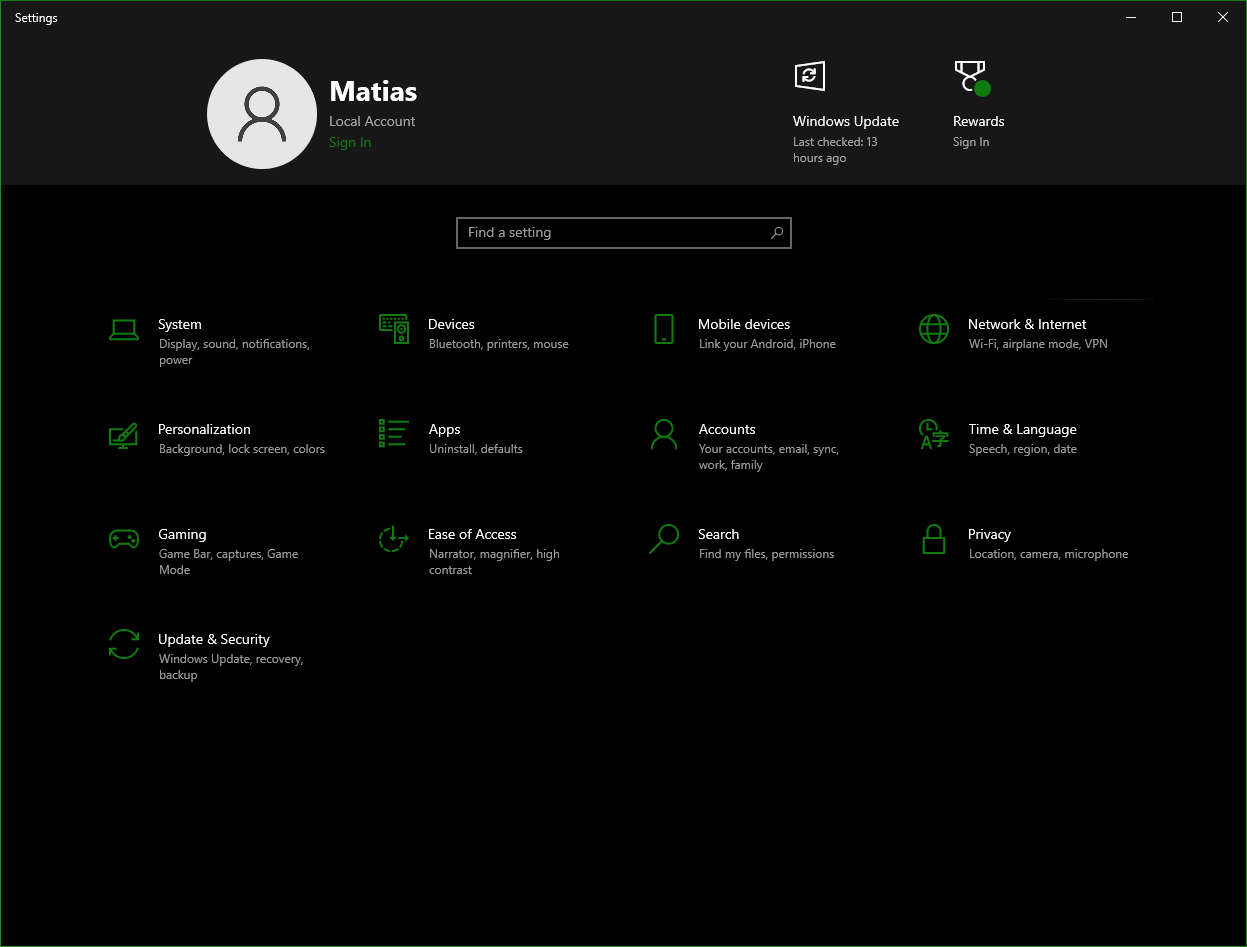 Settings
Matias
Local Account
Sign In
Windows Update
Last checked: 13
hours ago
Rewards
Sign In
Find a setting
System
Display, sound, notifications,
power
Devices
Bluetooth, printers, mouse
Mobile devices
Link your Android, iPhone
Network & Internet
Wi-Fi, airplane mode, VPN
Personalization
Background, lock screen, colors
Apps
Uninstall, defaults
Accounts
Your accounts, email, sync,
work, family
Time & Language
Speech, region, date
Gaming
Game Bar, captures, Game
Mode
Ease of Access
Narrator, magnifier, high
contrast
Search
Find my files, permissions
Privacy
Location, camera, microphone
Update & Security
Windows Update, recovery,
backup